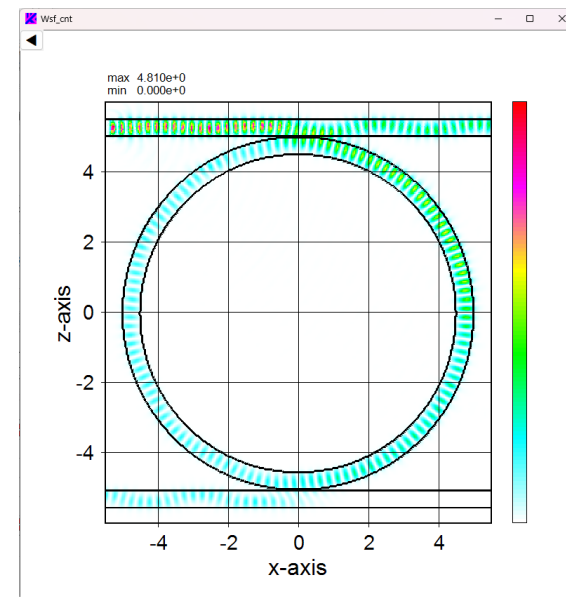 Wsf_cnt
max 4.810e+0
min 0.000e+0
4
2
0
-2
-4
z-axis
-4 -2 0 2 4
x-axis